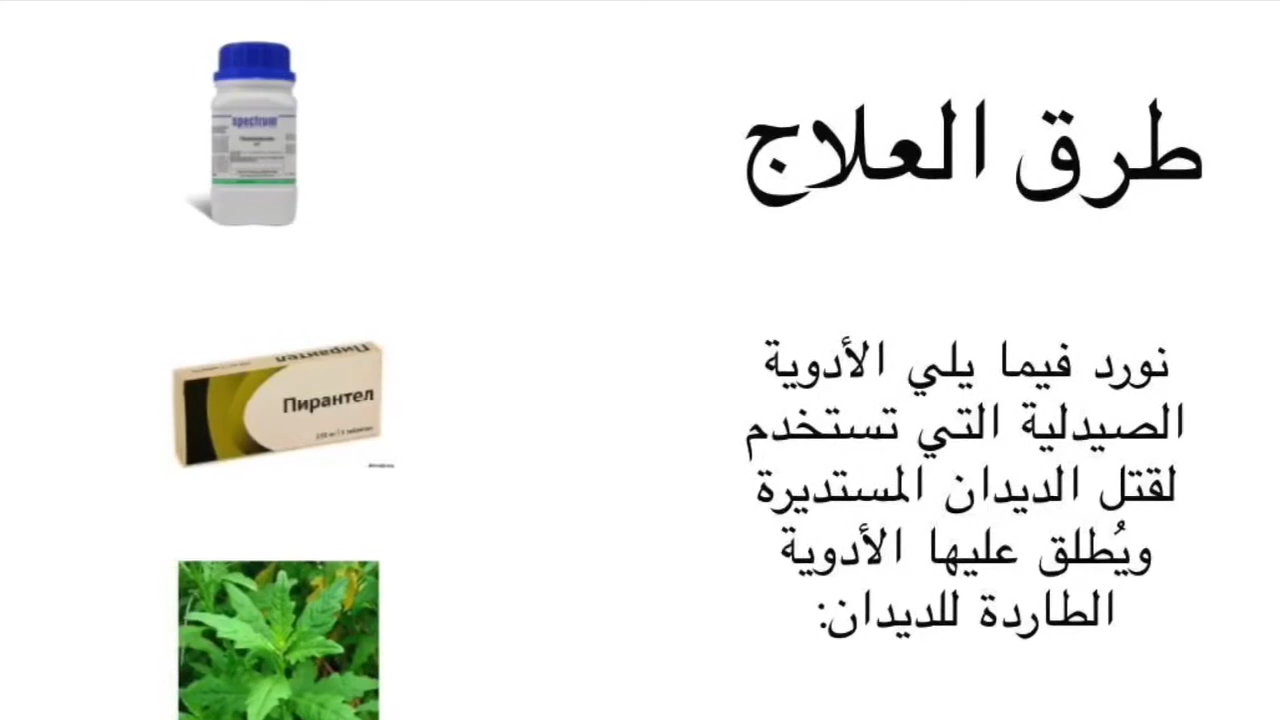 طرق العلاج
نورد فيما يلي الأدوية
الصيدلية التي تستخدم
لقتل الديدان المستديرة
ويُطلق عليها الأدوية
الطاردة للديدان:
spectrum
Пирантел
Пирантел